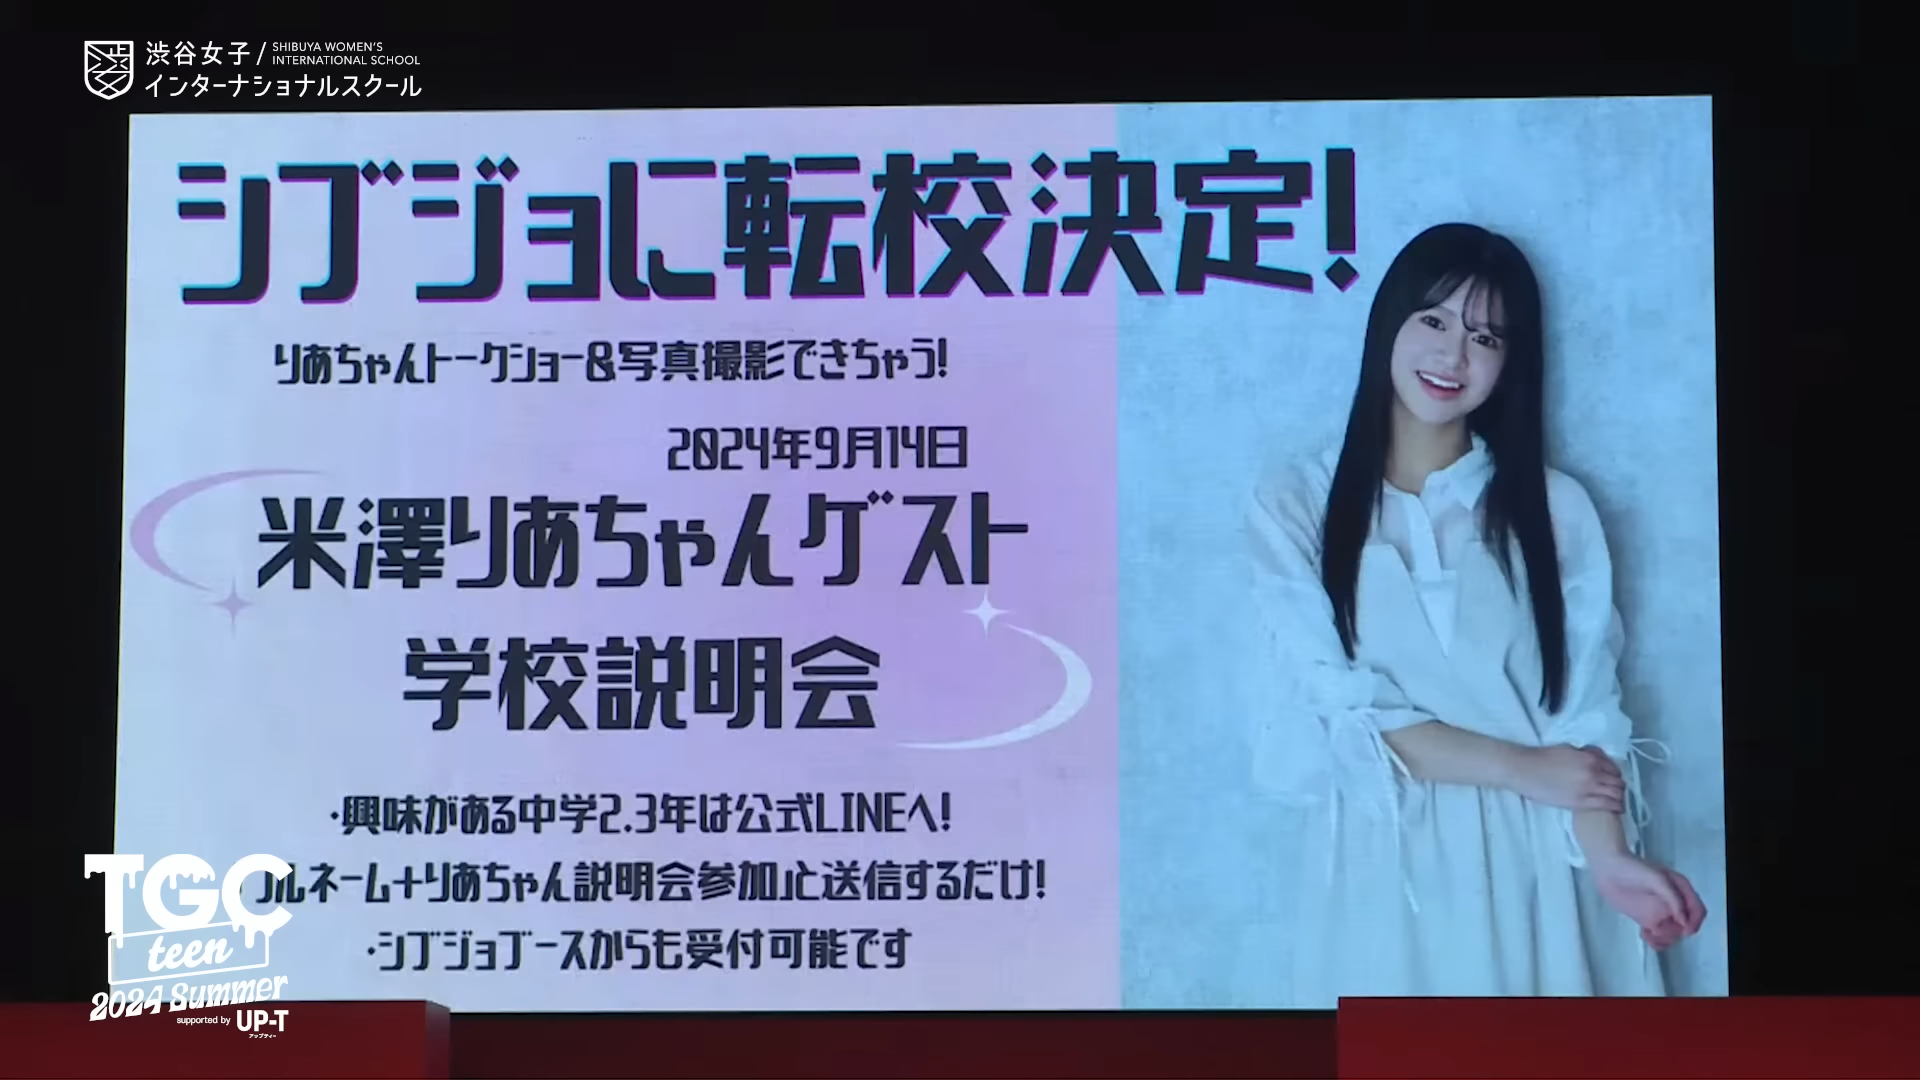 渋谷女子/SHIBUYA WOMEN'S
INTERNATIONAL SCHOOL
インターナショナルスクール
シブジョに転校決定!
りあちゃんトークショー&写真撮影できちゃう!
2024年9月14日
米澤りあちゃんゲスト
学校説明会
・興味がある中学2.3年は公式LINEへ!
フルネーム+「りあちゃん説明会参加」と送信するだけ!
・シブジョブースからも受付可能です
TGC
teen
2024 Summer
supported by UP-T
アップティー